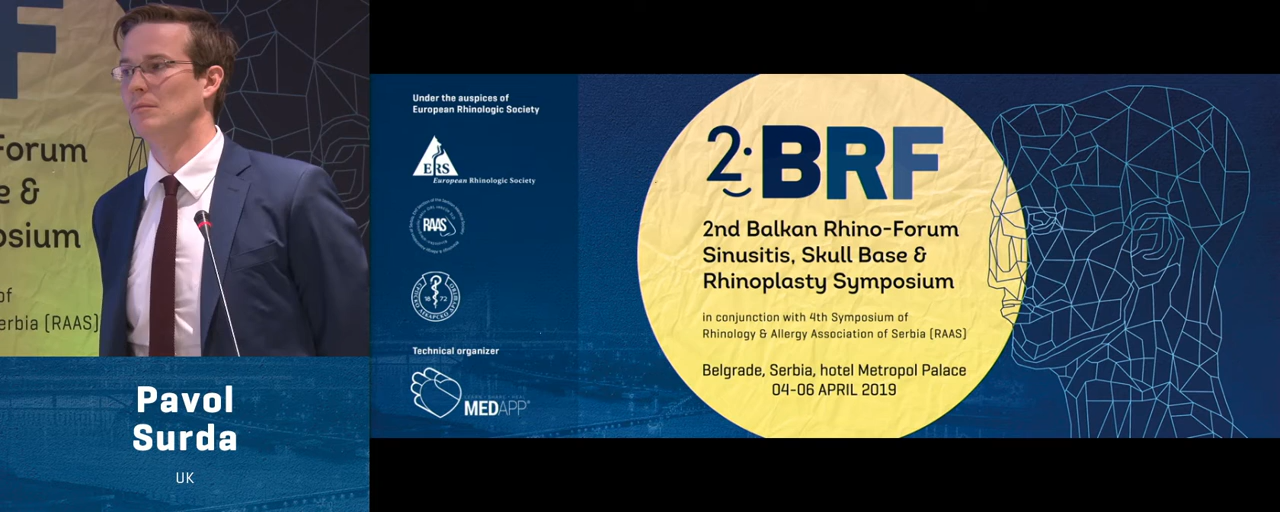 F
Forum
e &
osium
of
erbia [RAAS]
Pavol
Surda
UK
Under the auspices of
European Rhinologic Society
ERS
European Rhinologic Society
RAAS
18 72
Technical organizer
MEDAPP
2. BRF
2nd Balkan Rhino-Forum
Sinusitis, Skull Base &
Rhinoplasty Symposium
in conjunction with 4th Symposium of
Rhinology & Allergy Association of Serbia [RAAS]
Belgrade, Serbia, hotel Metropol Palace
04-06 APRIL 2019